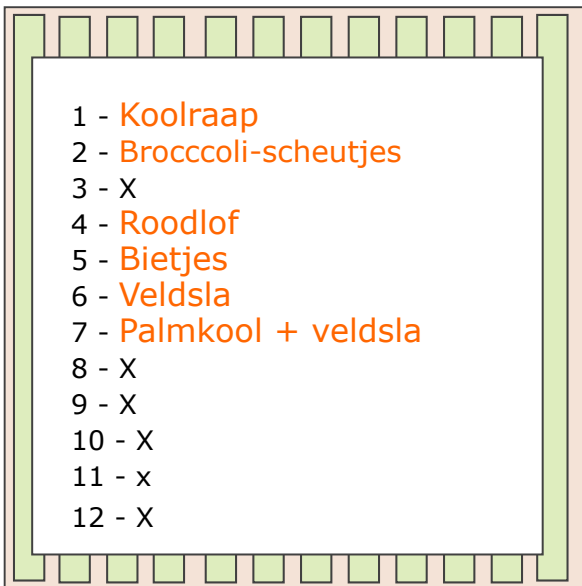 1 - Koolraap
2 - Brocccoli-scheutjes
3 - X
4 - Roodlof
5 - Bietjes
6 - Veldsla
7 - Palmkool + veldsla
8 - X
9 - X
10 - X
11 - x
12 - X